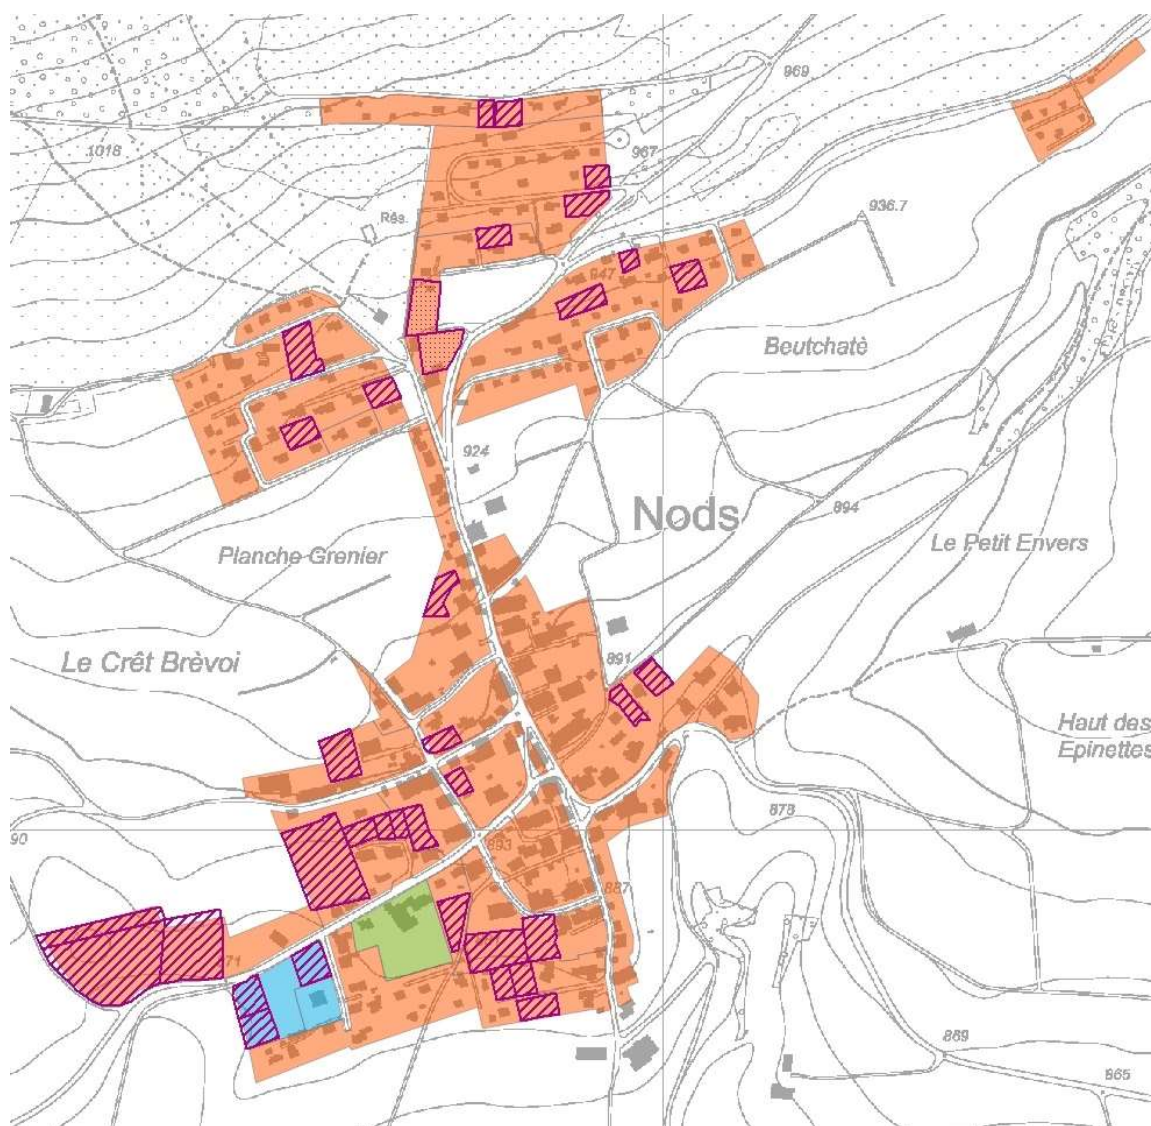 969
1018
967
Rés.
936.7
947
Beutchatè
924
Nods
894
Planche Grenier
Le Petit Envers
Le Crêt Brèvoi
891
Haut des
Epinettes
878
90
893
887
71
869
865